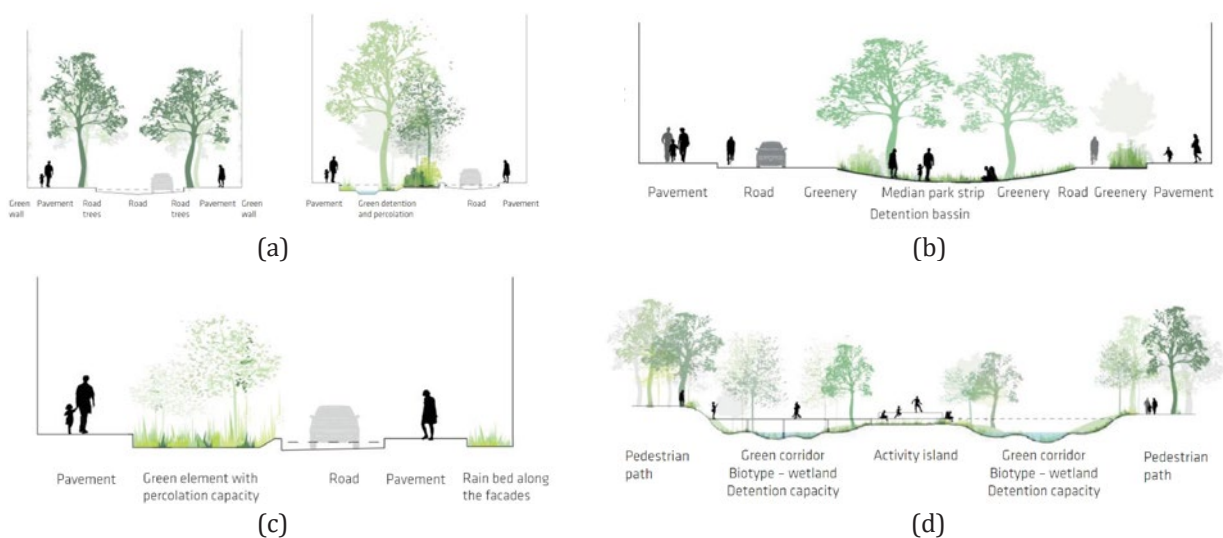 Green wall
Pavement
Road trees
Road
Road trees
Pavement
Green wall
Pavement
Green detention
and percolation
Road
Pavement
(a)
Pavement
Road
Greenery
Median park strip
Detention bassin
Greenery
Road
Greenery
Pavement
(b)
Pavement
Green element with
percolation capacity
Road
Pavement
Rain bed along
the facades
(c)
Pedestrian
path
Green corridor
Biotype – wetland
Detention capacity
Activity island
Green corridor
Biotype – wetland
Detention capacity
Pedestrian
path
(d)